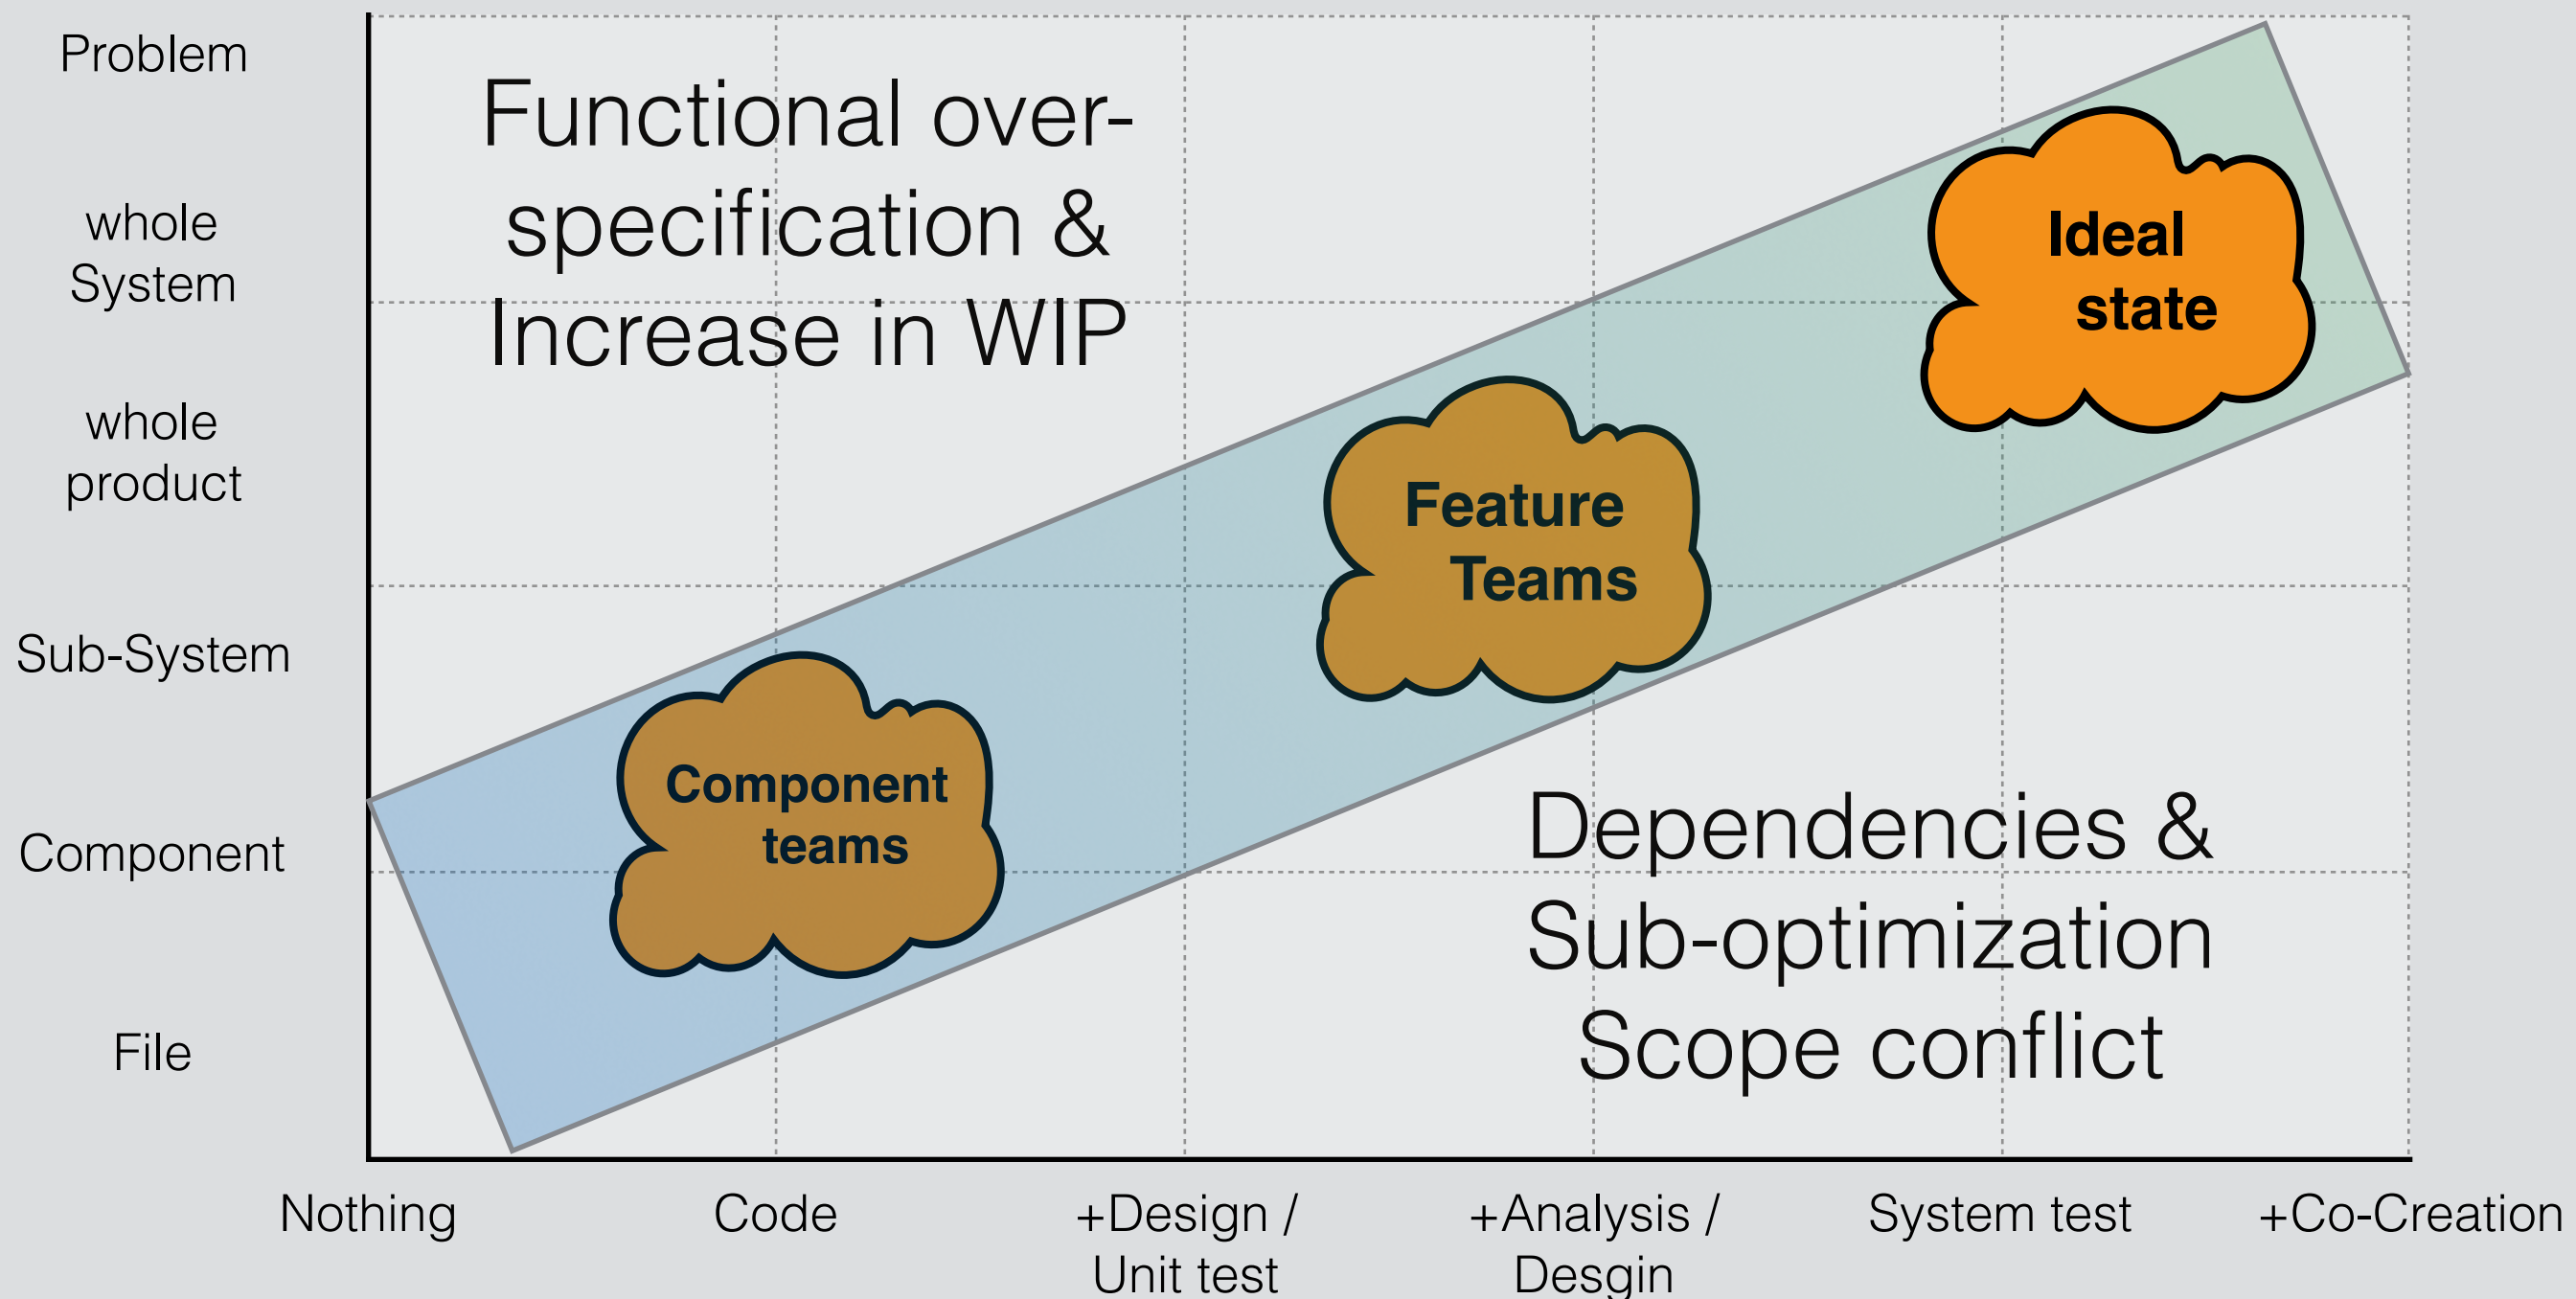 Problem
whole
System
whole
product
Sub-System
Component
File
Functional over-
specification &
Increase in WIP
Ideal
state
Feature
Teams
Component
teams
Dependencies &
Sub-optimization
Scope conflict
Nothing
Code
+Design /
Unit test
+Analysis /
Desgin
System test
+Co-Creation